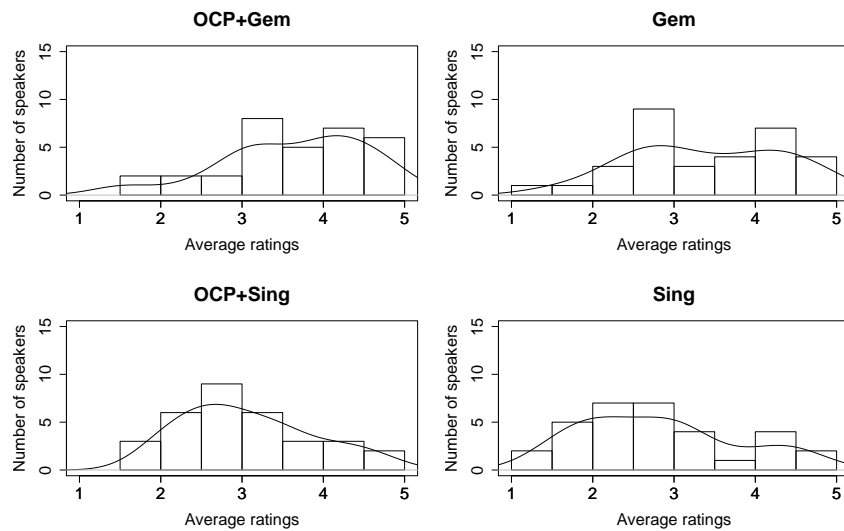 OCP+Gem
Number of speakers
0 5 10 15
1 2 3 4 5
Average ratings
Gem
Number of speakers
0 5 10 15
1 2 3 4 5
Average ratings
OCP+Sing
Number of speakers
0 5 10 15
1 2 3 4 5
Average ratings
Sing
Number of speakers
0 5 10 15
1 2 3 4 5
Average ratings